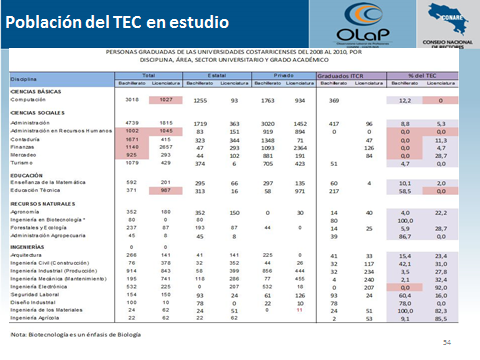 Población del TEC en estudio
OLaP
CONARE
CONSEJO NACIONAL
DE RECTORES
PERSONAS GRADUADAS DE LAS UNIVERSIDADES COSTARRICENSES DEL 2008 AL 2010, POR
DISCIPLINA, ÁREA, SECTOR UNIVERSITARIO Y GRADO ACADÉMICO
Disciplina Total Estatal Privado Graduados ITCR % del TEC
Bachillerato Licenciatura Bachillerato Licenciatura Bachillerato Licenciatura Bachillerato Licenciatura Bachillerato Licenciatura
CIENCIAS BÁSICAS
Computación 3018 1027 1255 93 1763 934 369 12,2 0
CIENCIAS SOCIALES
Administración 4739 1815 1719 363 3020 1452 417 96 8,8 5,3
Administración en Recursos Humanos 1002 1045 83 151 919 894 0 0 0,0 0,0
Contaduría 1671 415 323 344 1348 71 47 0,0 11,3
Finanzas 1140 2657 47 293 1093 2364 126 0,0 4,7
Mercadeo 925 293 44 102 881 191 84 0,0 28,7
Turismo 1079 429 374 6 705 423 51 4,7 0,0
EDUCACIÓN
Enseñanza de la Matemática 592 201 295 66 297 135 60 4 10,1 2,0
Educación Técnica 371 987 313 16 58 971 217 58,5 0,0
RECURSOS NATURALES
Agronomía 352 180 352 150 0 30 14 40 4,0 22,2
Ingeniería en Biotecnología * 80 0 80 80 100,0
Forestales y Ecología 237 87 193 87 44 0 14 25 5,9 28,7
Administración Agropecuaria 45 8 45 8 39 86,7 0,0
INGENIERÍAS 0 0
Arquitectura 266 141 41 141 225 0 41 33 15,4 23,4
Ingeniería Civil (Construcción) 76 378 32 352 44 26 32 117 42,1 31,0
Ingeniería Industrial (Producción) 914 843 58 399 856 444 32 234 3,5 27,8
Ingeniería Mecánica (Mantenimiento) 195 741 118 286 77 455 4 240 2,1 32,4
Ingeniería Electrónica 532 225 0 207 532 18 0 207 0,0 92,0
Seguridad Laboral 154 150 93 24 61 126 93 24 60,4 16,0
Diseño Industrial 100 10 78 0 22 10 78 78,0 0,0
Ingeniería de los Materiales 24 62 24 51 0 11 24 51 100,0 82,3
Ingeniería Agrícola 22 62 22 62 2 53 9,1 85,5
Nota: Biotecnología es un énfasis de Biología
54